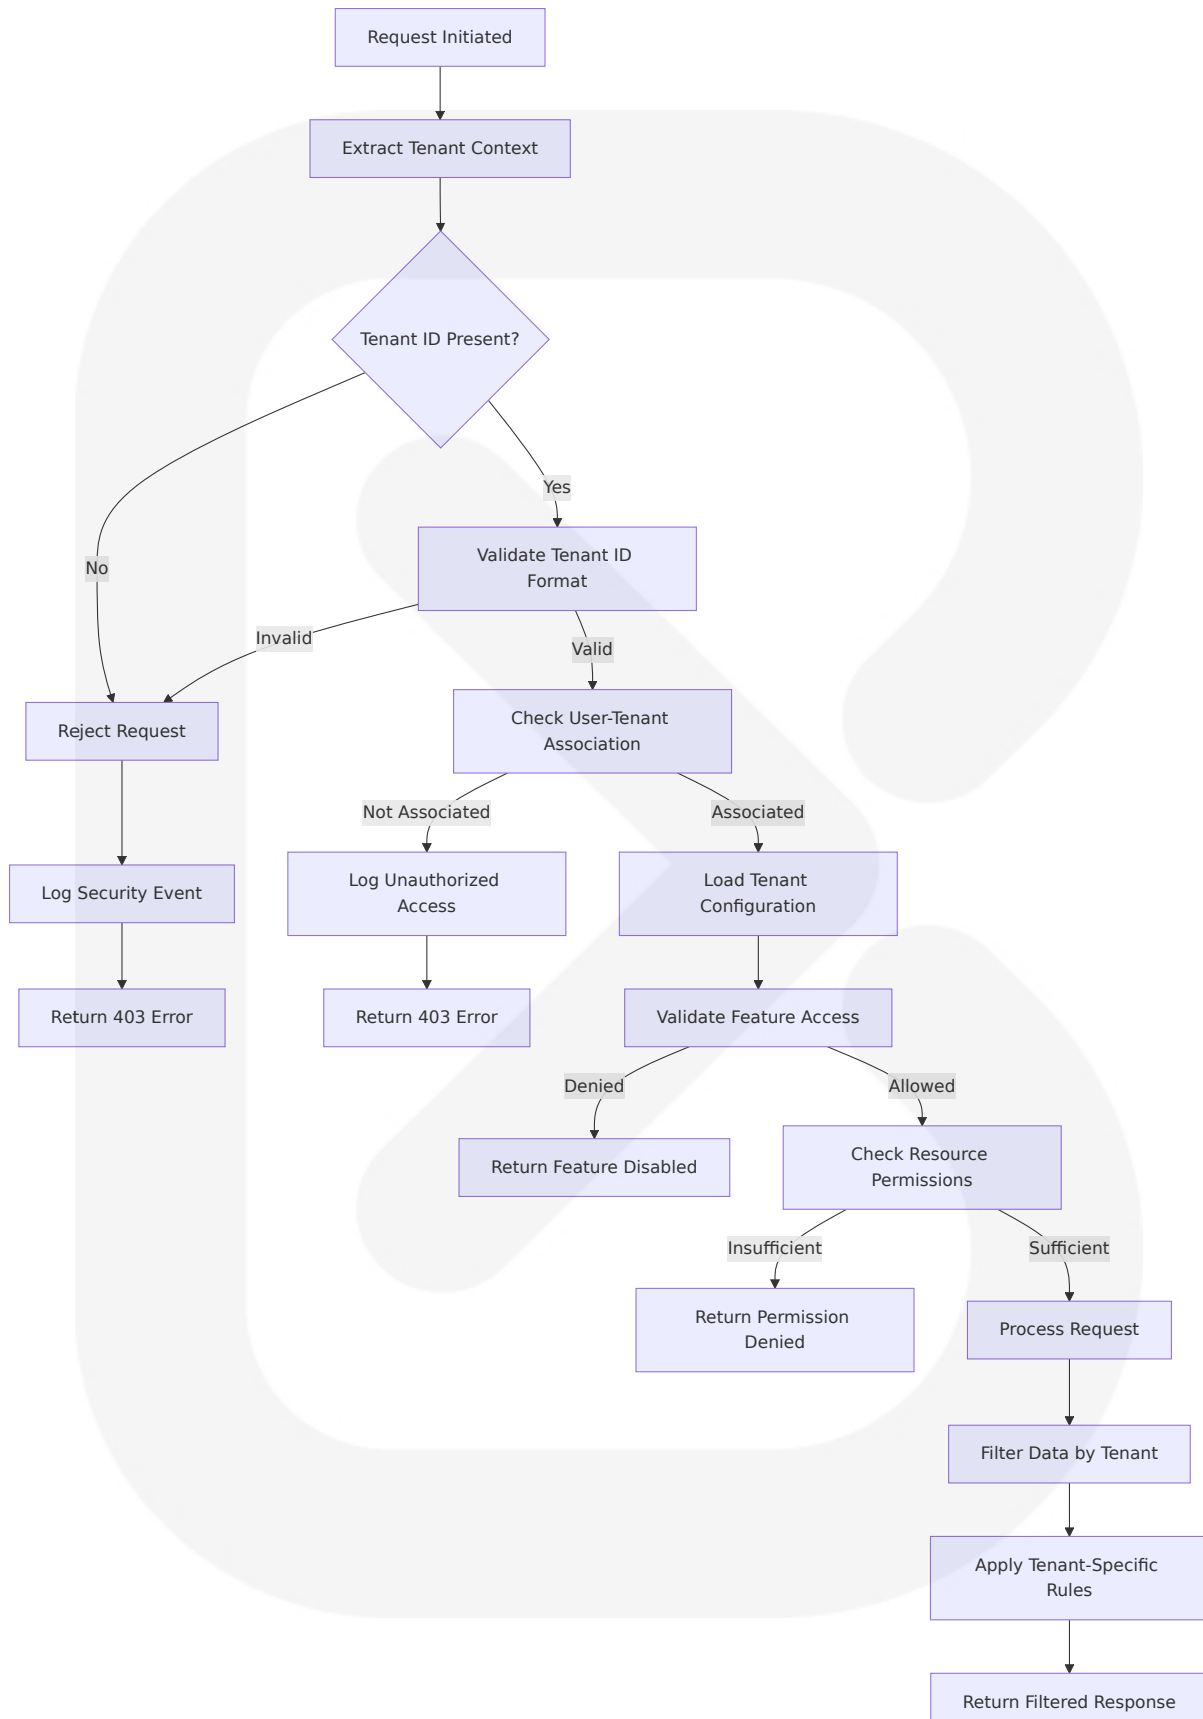 Request Initiated
Extract Tenant Context
Tenant ID Present?
Yes
Validate Tenant ID
Format
No
Invalid
Valid
Reject Request
Check User-Tenant
Association
Not Associated
Associated
Log Security Event
Log Unauthorized
Access
Load Tenant
Configuration
Return 403 Error
Return 403 Error
Validate Feature Access
Denied
Allowed
Return Feature Disabled
Check Resource
Permissions
Insufficient
Sufficient
Return Permission
Denied
Process Request
Filter Data by Tenant
Apply Tenant-Specific
Rules
Return Filtered Response